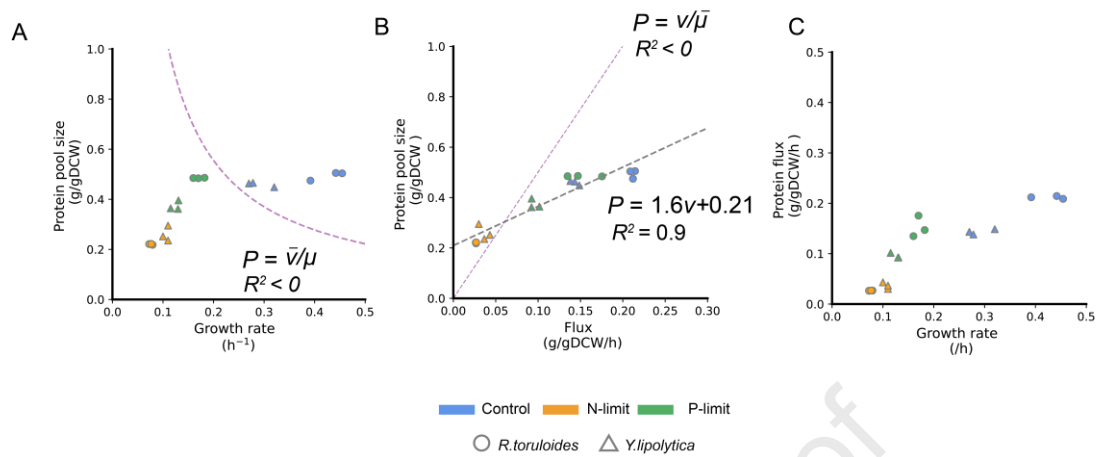 A
Protein pool size
(g/gDCW)
1.0
0.8
0.6
0.4
0.2
0.0
P = v̄/μ
R² < 0
0.0
0.1
0.2
0.3
0.4
0.5
Growth rate
(h⁻¹)
B
Protein pool size
(g/gDCW )
1.0
0.8
0.6
0.4
0.2
0.0
P = v/μ̄
R² < 0
P = 1.6v+0.21
R² = 0.9
0.00
0.05
0.10
0.15
0.20
0.25
0.30
Flux
(g/gDCW/h)
C
Protein flux
(g/gDCW/h )
0.5
0.4
0.3
0.2
0.1
0.0
0.0
0.1
0.2
0.3
0.4
0.5
Growth rate
(/h)
Control
N-limit
P-limit
R.toruloides
Y.lipolytica